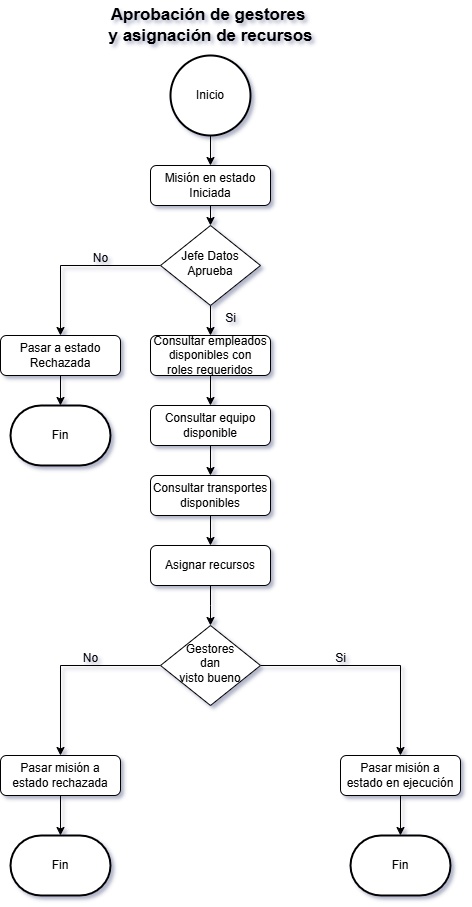 Aprobación de gestores
y asignación de recursos
Inicio
Misión en estado
Iniciada
Jefe Datos
Aprueba
No
Si
Pasar a estado
Rechazada
Consultar empleados
disponibles con
roles requeridos
Fin
Consultar equipo
disponible
Consultar transportes
disponibles
Asignar recursos
Gestores
dan
visto bueno
No
Si
Pasar misión a
estado rechazada
Pasar misión a
estado en ejecución
Fin
Fin